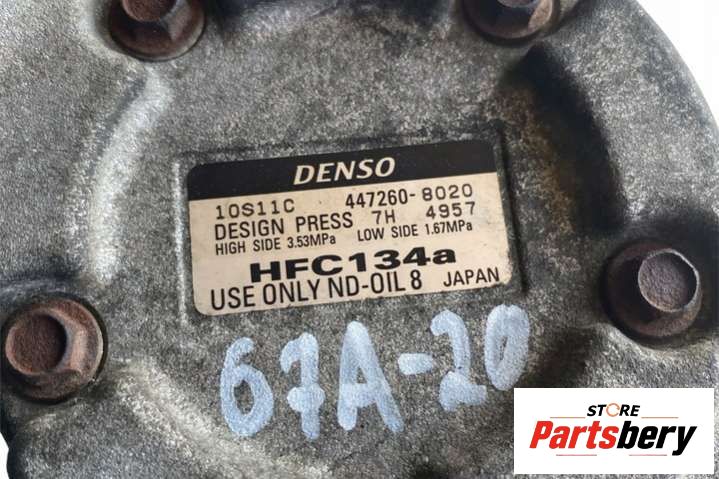 DENSO
10S11C 447260-8020
DESIGN PRESS 7H 4957
HIGH SIDE 3.53MPa LOW SIDE 1.67MPa
HFC134a
USE ONLY ND-OIL 8 JAPAN
67A-20
STORE
Partsbery